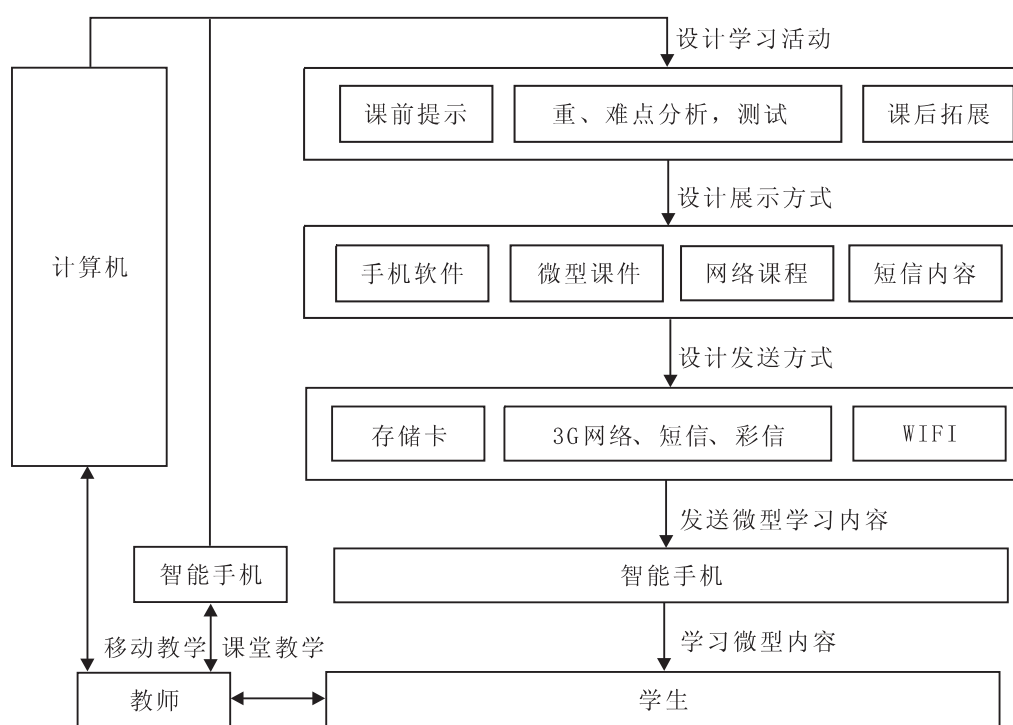 设计学习活动
课前提示 重、难点分析，测试 课后拓展
设计展示方式
计算机
手机软件 微型课件 网络课程 短信内容
设计发送方式
存储卡 3G网络、短信、彩信 WIFI
发送微型学习内容
智能手机 智能手机
移动教学 课堂教学 学习微型内容
教师 学生